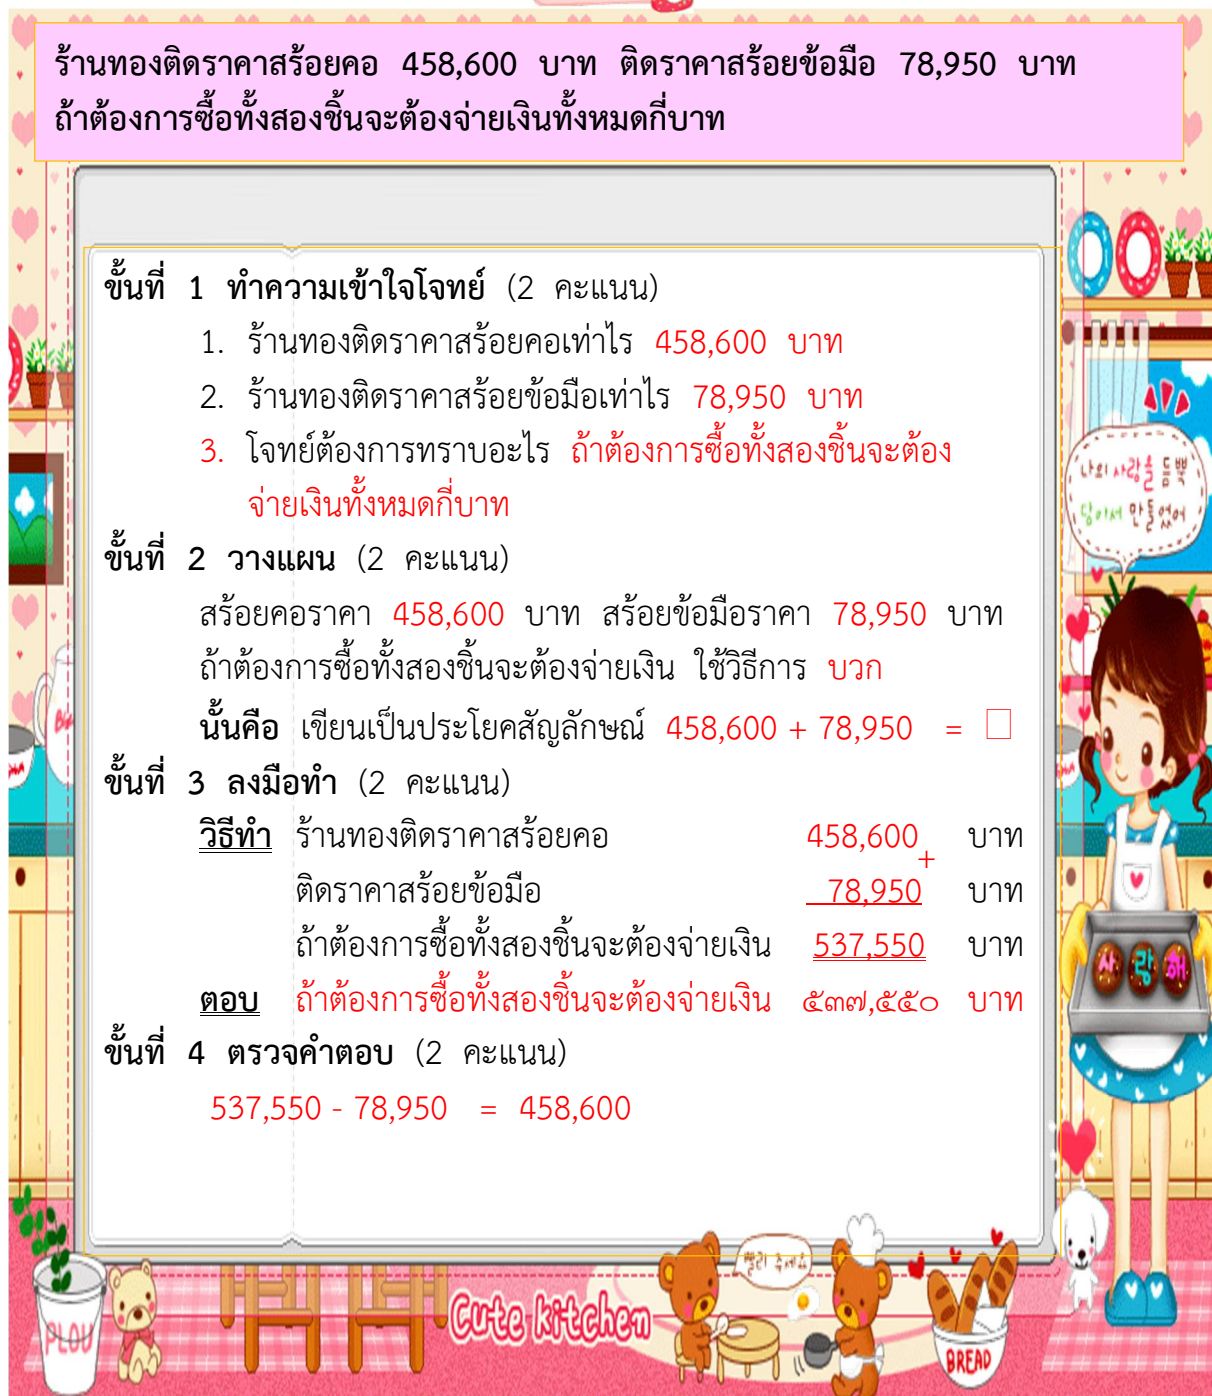 ร้านทองติดราคาสร้อยคอ 458,600 บาท ติดราคาสร้อยข้อมือ 78,950 บาท
ถ้าต้องการซื้อทั้งสองชิ้นจะต้องจ่ายเงินทั้งหมดกี่บาท
ขั้นที่ 1 ทำความเข้าใจโจทย์ (2 คะแนน)
1. ร้านทองติดราคาสร้อยคอเท่าไร 458,600 บาท
2. ร้านทองติดราคาสร้อยข้อมือเท่าไร 78,950 บาท
3. โจทย์ต้องการทราบอะไร ถ้าต้องการซื้อทั้งสองชิ้นจะต้อง
จ่ายเงินทั้งหมดกี่บาท
ขั้นที่ 2 วางแผน (2 คะแนน)
สร้อยคอราคา 458,600 บาท สร้อยข้อมือราคา 78,950 บาท
ถ้าต้องการซื้อทั้งสองชิ้นจะต้องจ่ายเงิน ใช้วิธีการ บวก
นั้นคือ เขียนเป็นประโยคสัญลักษณ์ 458,600 + 78,950 = □
ขั้นที่ 3 ลงมือทำ (2 คะแนน)
วิธีทำ ร้านทองติดราคาสร้อยคอ 458,600 + บาท
ติดราคาสร้อยข้อมือ 78,950 บาท
ถ้าต้องการซื้อทั้งสองชิ้นจะต้องจ่ายเงิน 537,550 บาท
ตอบ ถ้าต้องการซื้อทั้งสองชิ้นจะต้องจ่ายเงิน ๕๓๗,๕๕๐ บาท
ขั้นที่ 4 ตรวจคำตอบ (2 คะแนน)
537,550 - 78,950 = 458,600
나의 사랑을 듬뿍
담아서 만들었어
사랑해
빨리 주세요
Cute kitchen
PLOU
BREAD